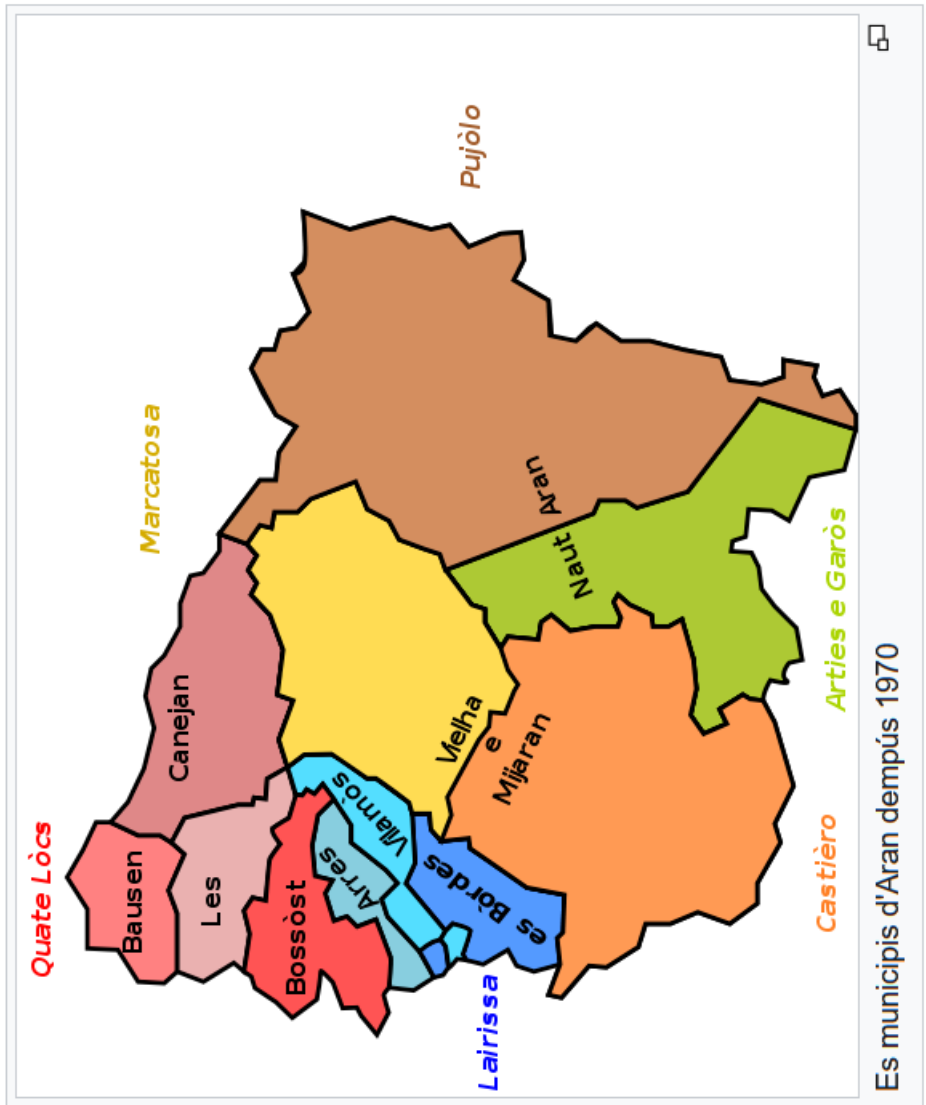 Quate Lòcs
Bausen
Marcatosa
Canejan
Les
Bossòst
Arres
Vilamòs
Vielha
e
Mijaran
Pujòlo
Lairissa
es Bòrdes
Naut Aran
Castièro
Arties e Garòs
Es municipis d'Aran dempús 1970